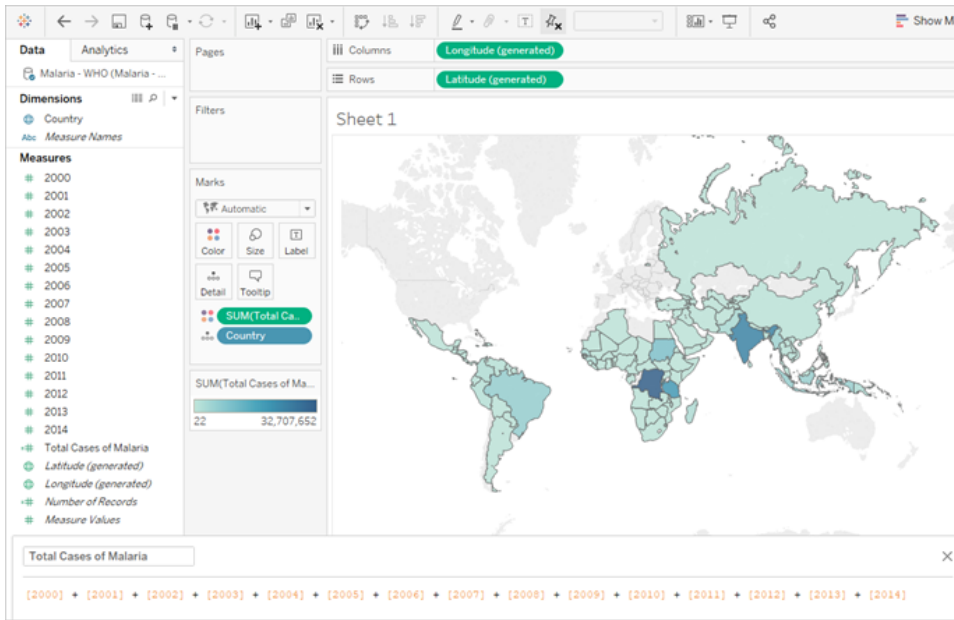 Show M
Data
Analytics
Malaria - WHO (Malaria - ...
Dimensions
Country
Abc Measure Names
Measures
2000
2001
2002
2003
2004
2005
2006
2007
2008
2009
2010
2011
2012
2013
2014
Total Cases of Malaria
Latitude (generated)
Longitude (generated)
Number of Records
Measure Values
Pages
Filters
Marks
Automatic
Color Size Label
Detail Tooltip
SUM(Total Ca..
Country
SUM(Total Cases of Ma...
22 32,707,652
Columns Longitude (generated)
Rows Latitude (generated)
Sheet 1
Total Cases of Malaria
[2000] + [2001] + [2002] + [2003] + [2004] + [2005] + [2006] + [2007] + [2008] + [2009] + [2010] + [2011] + [2012] + [2013] + [2014]